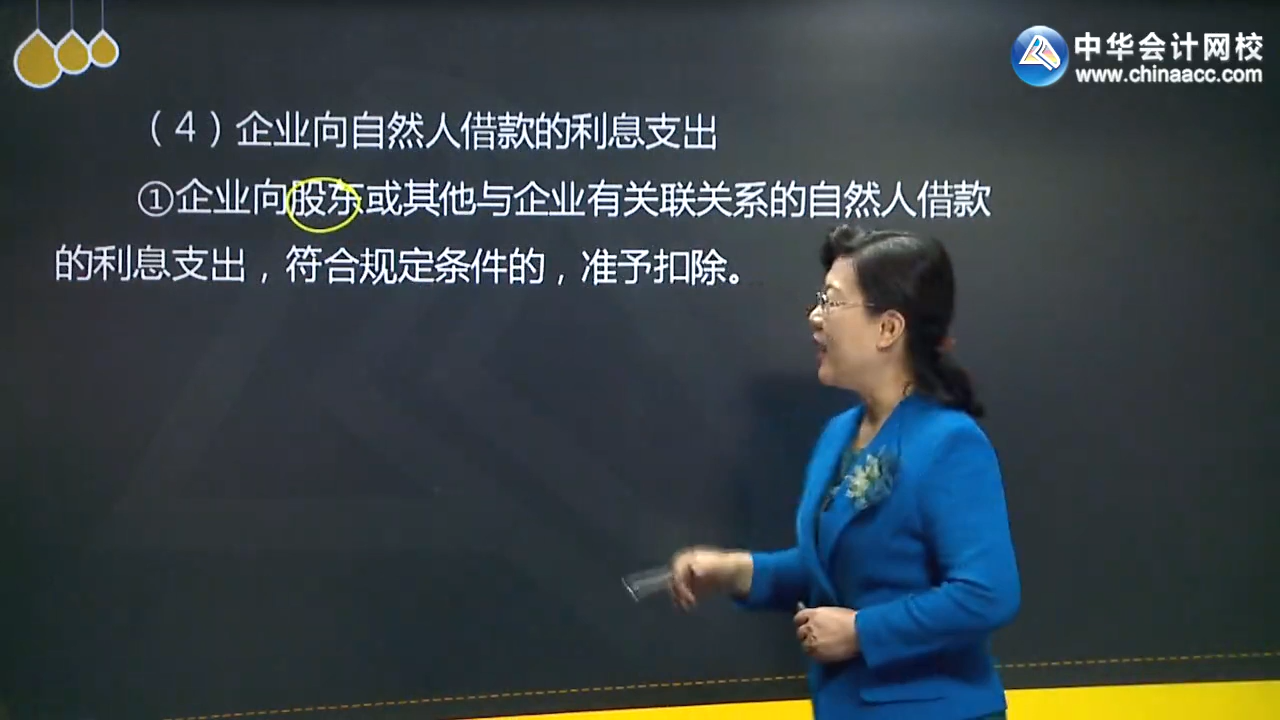 中华会计网校
www.chinaacc.com
（4）企业向自然人借款的利息支出
①企业向股东或其他与企业有关联关系的自然人借款
的利息支出，符合规定条件的，准予扣除。